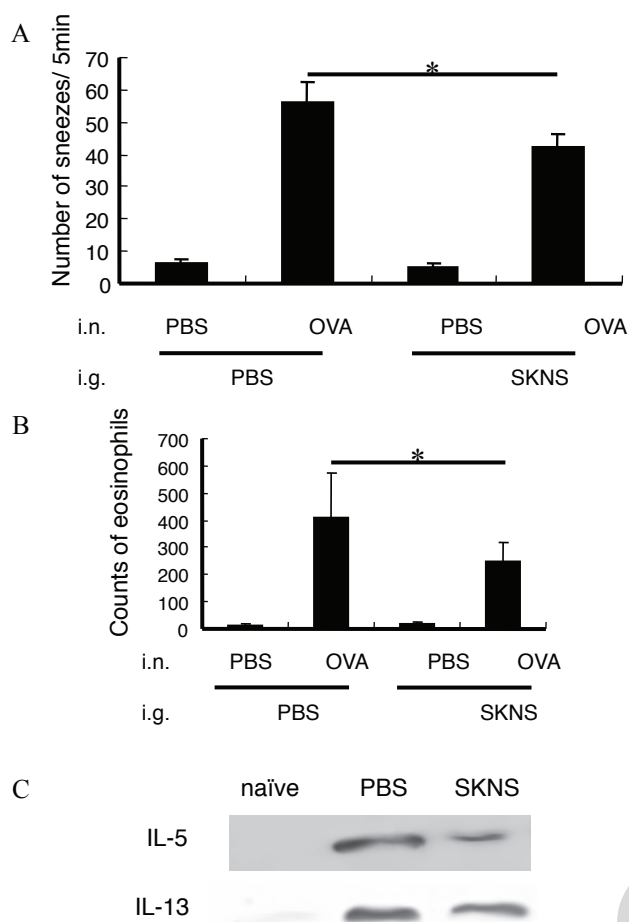 A
Number of sneezes/ 5min
70
60
50
40
30
20
10
0
*
i.n. PBS OVA PBS OVA
i.g. PBS SKNS
B
Counts of eosinophils
700
600
500
400
300
200
100
0
*
i.n. PBS OVA PBS OVA
i.g. PBS SKNS
C
naïve PBS SKNS
IL-5
IL-13